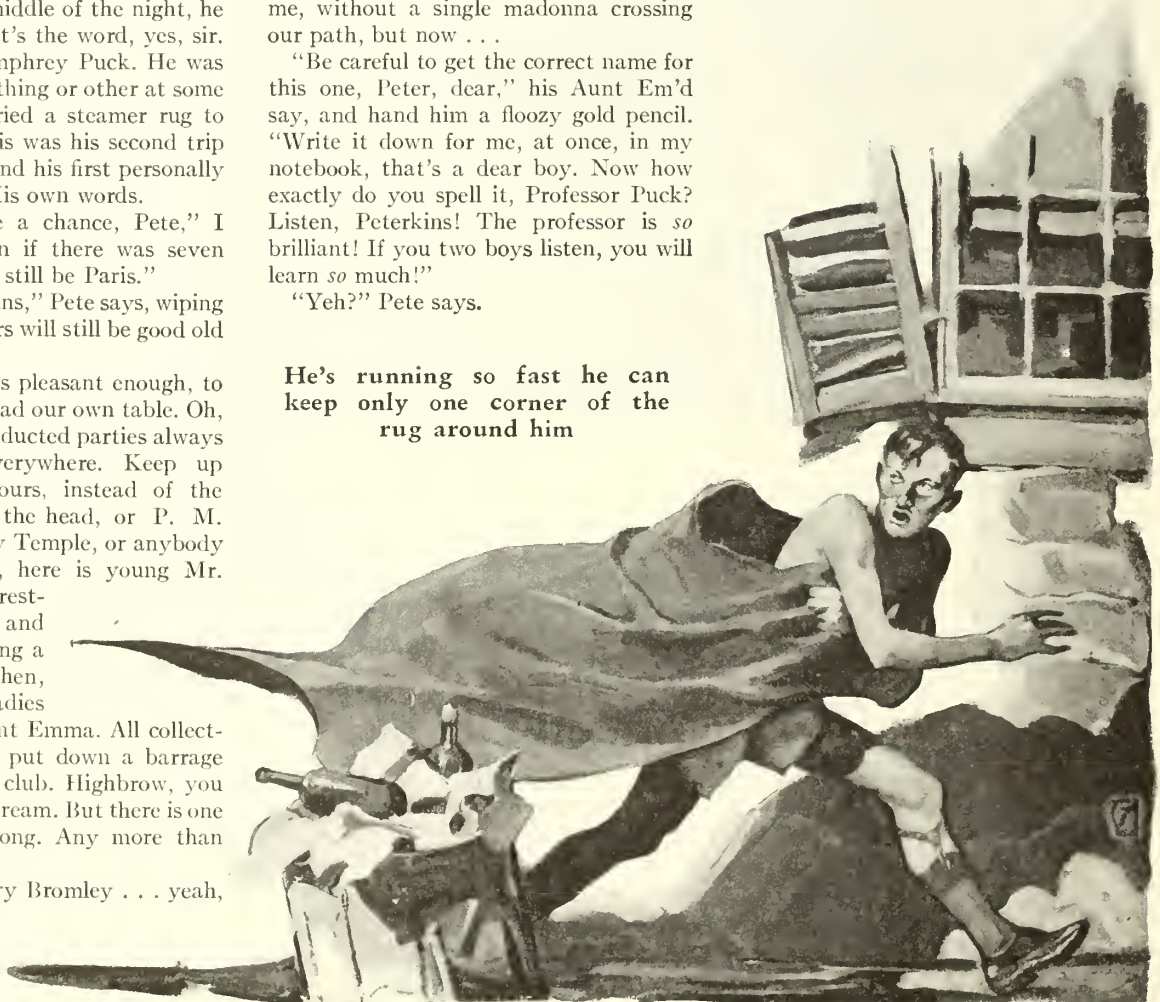 niddle of the night, he
t's the word, yes, sir.
mphrey Puck. He was
thing or other at some
ried a steamer rug to
is was his second trip
nd his first personally
is own words.
e a chance, Pete," I
n if there was seven
still be Paris."
ns," Pete says, wiping
rs will still be good old
s pleasant enough, to
ad our own table. Oh,
ducted parties always
verywhere. Keep up
ours, instead of the
the head, or P. M.
y Temple, or anybody
, here is young Mr.
rest-
and
ng a
hen,
adies
nt Emma. All collect-
put down a barrage
club. Highbrow, you
ream. But there is one
ong. Any more than
ry Bromley . . . yeah,
me, without a single madonna crossing
our path, but now . . .
"Be careful to get the correct name for
this one, Peter, dear," his Aunt Em'd
say, and hand him a floozy gold pencil.
"Write it down for me, at once, in my
notebook, that's a dear boy. Now how
exactly do you spell it, Professor Puck?
Listen, Peterkins! The professor is so
brilliant! If you two boys listen, you will
learn so much!"
"Yeh?" Pete says.
He's running so fast he can
keep only one corner of the
rug around him